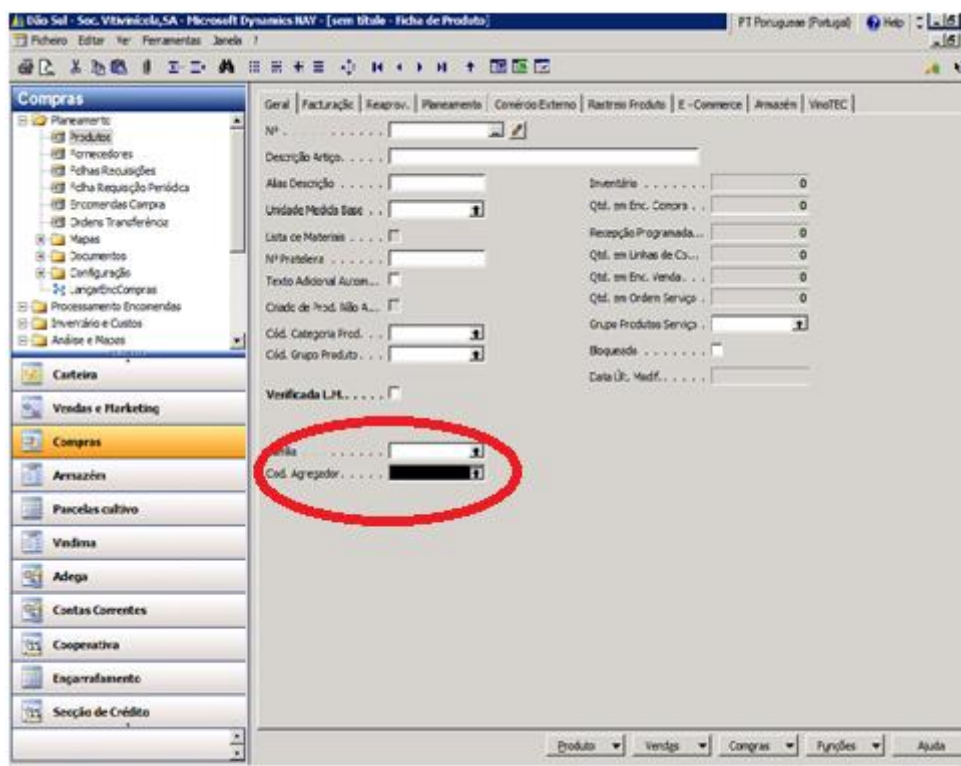 Dão Sul - Soc. Vitivinícola,SA - Microsoft Dynamics NAV - [sem título - Ficha de Produto]
PT Portuguese (Portugal) Help
Ficheiro Editar Ver Ferramentas Janela ?
Compras
Planeamento
Produtos
Fornecedores
Folhas Requisições
Folha Requisição Periódica
Encomendas Compra
Ordens Transferência
Mapas
Documentos
Configuração
LançarEncCompras
Processamento Encomendas
Inventário e Custos
Análise e Mapas
Carteira
Vendas e Marketing
Compras
Armazém
Parcelas cultivo
Vindima
Adega
Contas Correntes
Cooperativa
Engarrafamento
Secção de Crédito
Geral Facturação Reaprov. Planeamento Comércio Externo Rastreio Produto E - Commerce Armazém VinoTEC
Nº . . . . . . .
Descrição Artigo. . . . .
Alias Descrição . . . . .
Unidade Medida Base . .
Lista de Materiais . . . .
Nº Prateleira . . . . .
Texto Adicional Autom...
Criado de Prod. Não A...
Cód. Categoria Prod. . .
Cód. Grupo Produto. . .
Verificada L.M. . . . .
Família . . . . . .
Cod. Agregador. . . . .
Inventário . . . . . . . 0
Qtd. em Enc. Compra . . 0
Recepção Programada... 0
Qtd. em Linhas de Co... 0
Qtd. em Enc. Venda. . . 0
Qtd. em Ordem Serviço . 0
Grupo Produtos Serviço .
Bloqueado . . . . . . .
Data Últ. Modif. . . . . .
Produto Vendas Compras Funções Ajuda